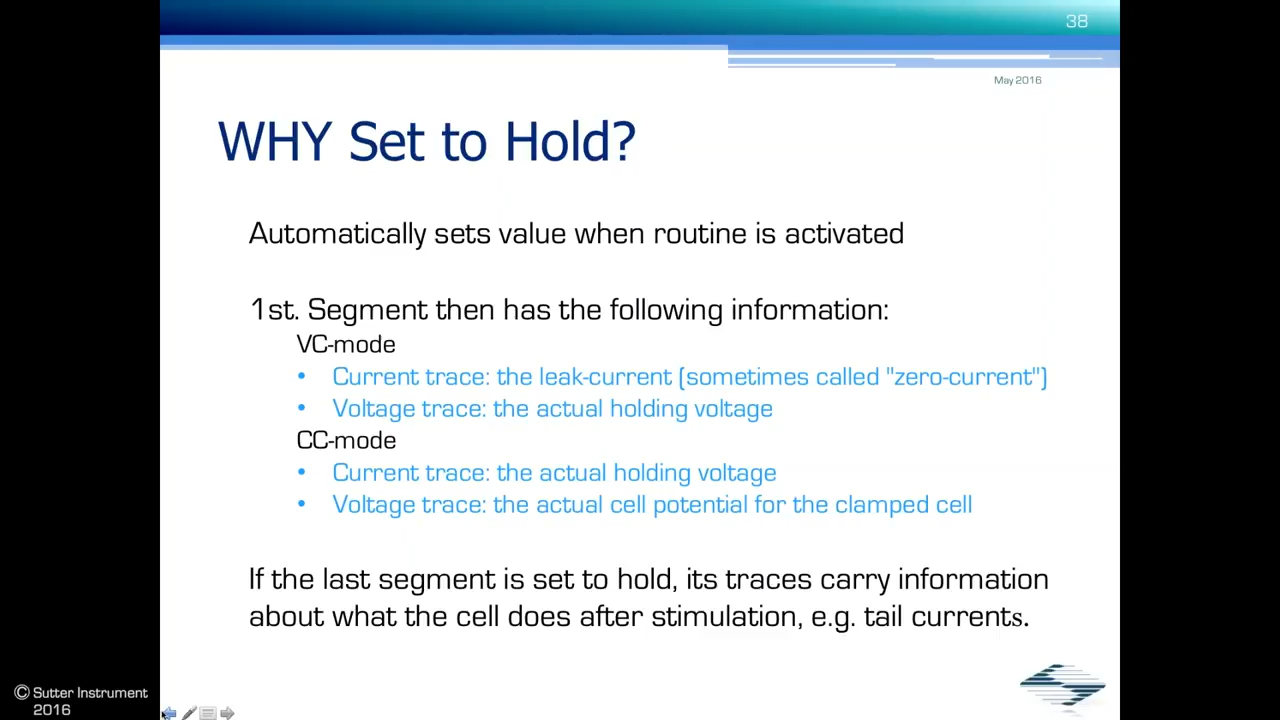 38
May 2016
WHY Set to Hold?
Automatically sets value when routine is activated
1st. Segment then has the following information:
VC-mode
• Current trace: the leak-current (sometimes called "zero-current")
• Voltage trace: the actual holding voltage
CC-mode
• Current trace: the actual holding voltage
• Voltage trace: the actual cell potential for the clamped cell
If the last segment is set to hold, its traces carry information
about what the cell does after stimulation, e.g. tail currents.
© Sutter Instrument
2016